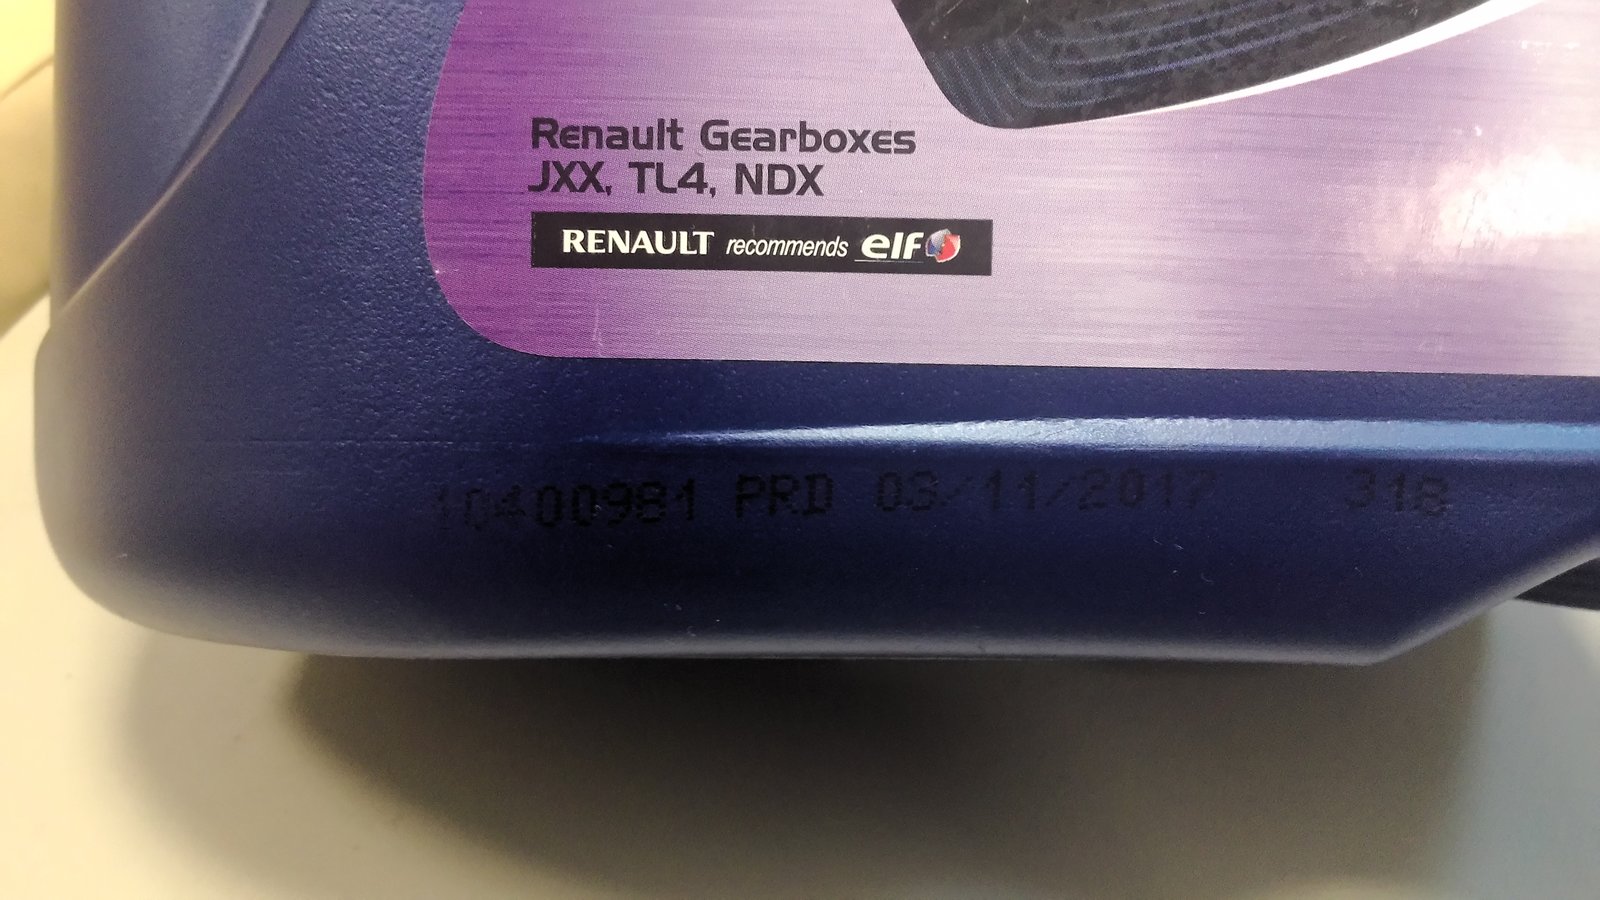 Renault Gearboxes
JXX, TL4, NDX
RENAULT recommends elf
10400981 PRD 03/11/2017 318